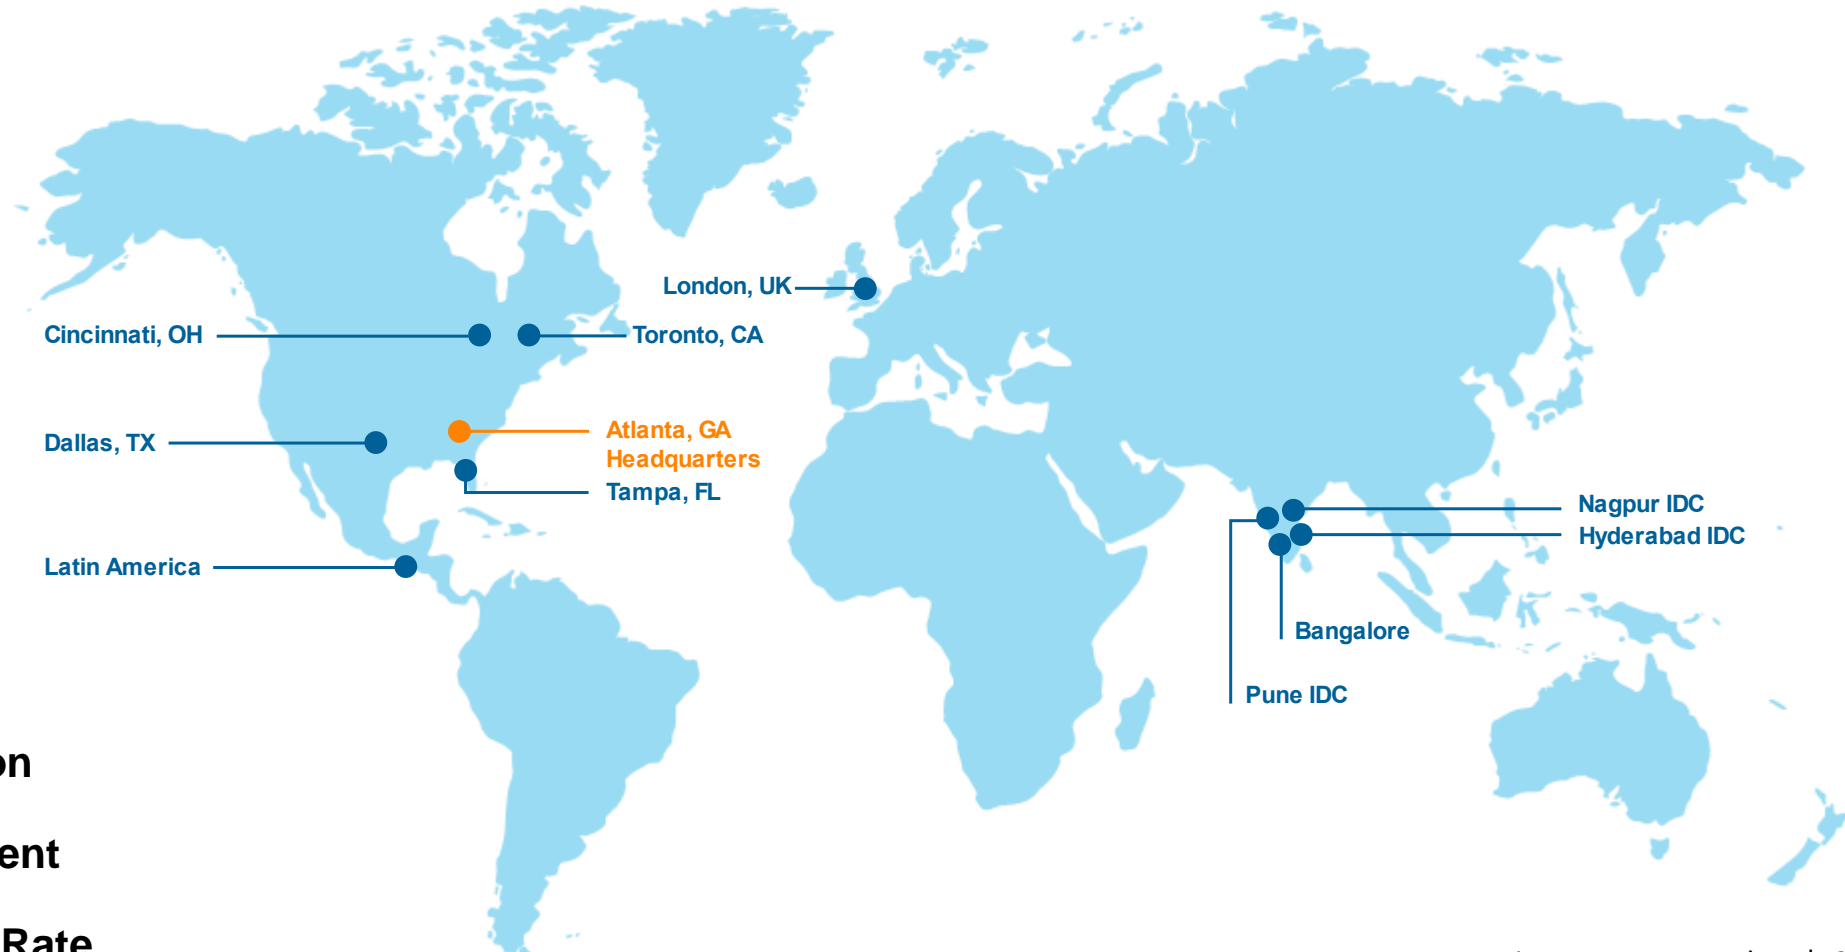 London, UK
Cincinnati, OH
Toronto, CA
Atlanta, GA
Headquarters
Dallas, TX
Tampa, FL
Nagpur IDC
Hyderabad IDC
Latin America
Bangalore
Pune IDC
on
ent
Rate